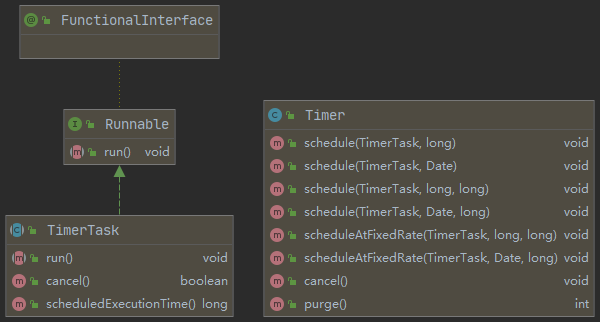 @ FunctionalInterface
I Runnable
m run() void
C TimerTask
m run() void
m cancel() boolean
m scheduledExecutionTime() long
C Timer
m schedule(TimerTask, long) void
m schedule(TimerTask, Date) void
m schedule(TimerTask, long, long) void
m schedule(TimerTask, Date, long) void
m scheduleAtFixedRate(TimerTask, long, long) void
m scheduleAtFixedRate(TimerTask, Date, long) void
m cancel() void
m purge() int